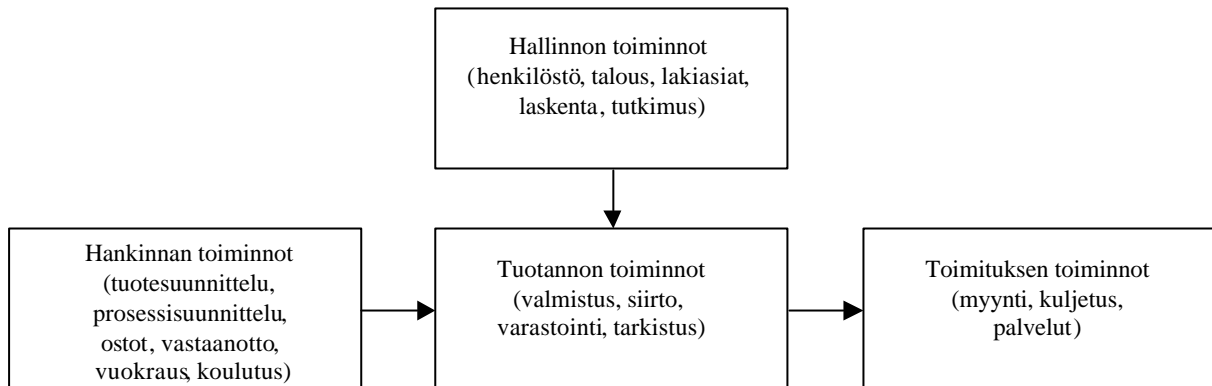 Hallinnon toiminnot
(henkilöstö, talous, lakiasiat,
laskenta, tutkimus)
Hankinnan toiminnot
(tuotesuunnittelu,
prosessisuunnittelu,
ostot, vastaanotto,
vuokraus, koulutus)
Tuotannon toiminnot
(valmistus, siirto,
varastointi, tarkistus)
Toimituksen toiminnot
(myynti, kuljetus,
palvelut)